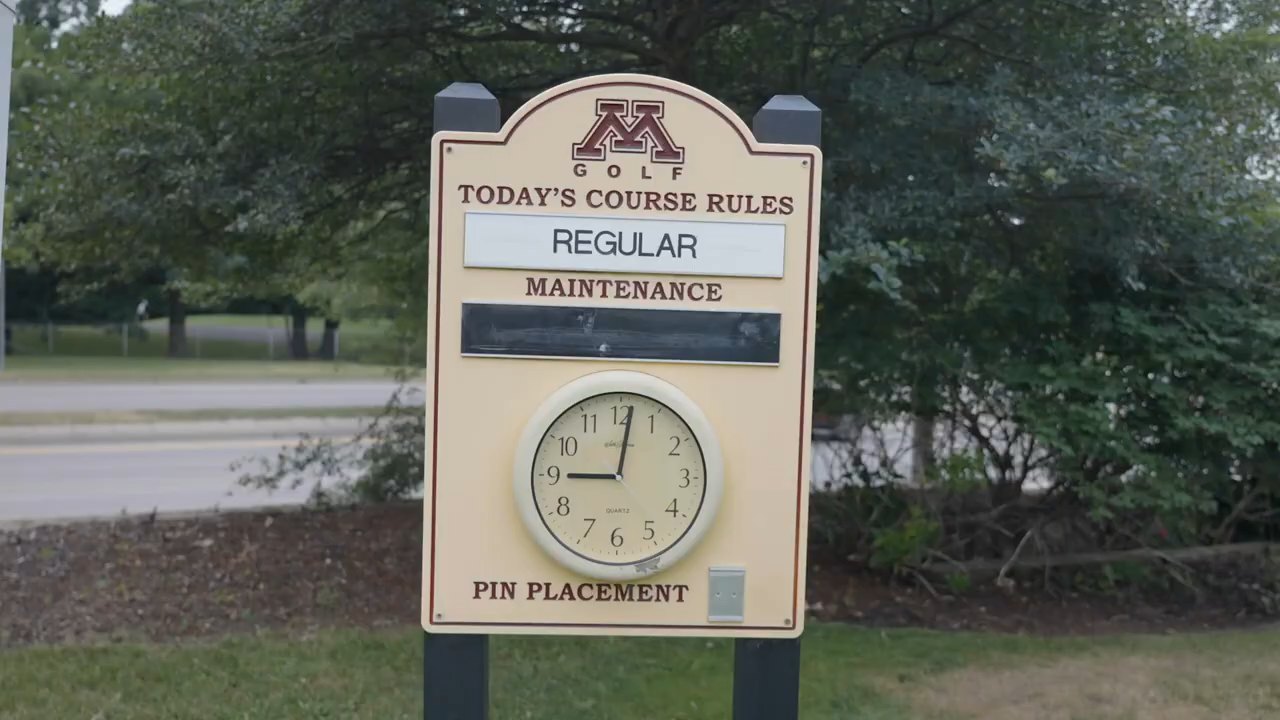 M
GOLF
TODAY'S COURSE RULES
REGULAR
MAINTENANCE
12
11 1
10 2
9 3
8 4
QUARTZ
7 5
6
PIN PLACEMENT